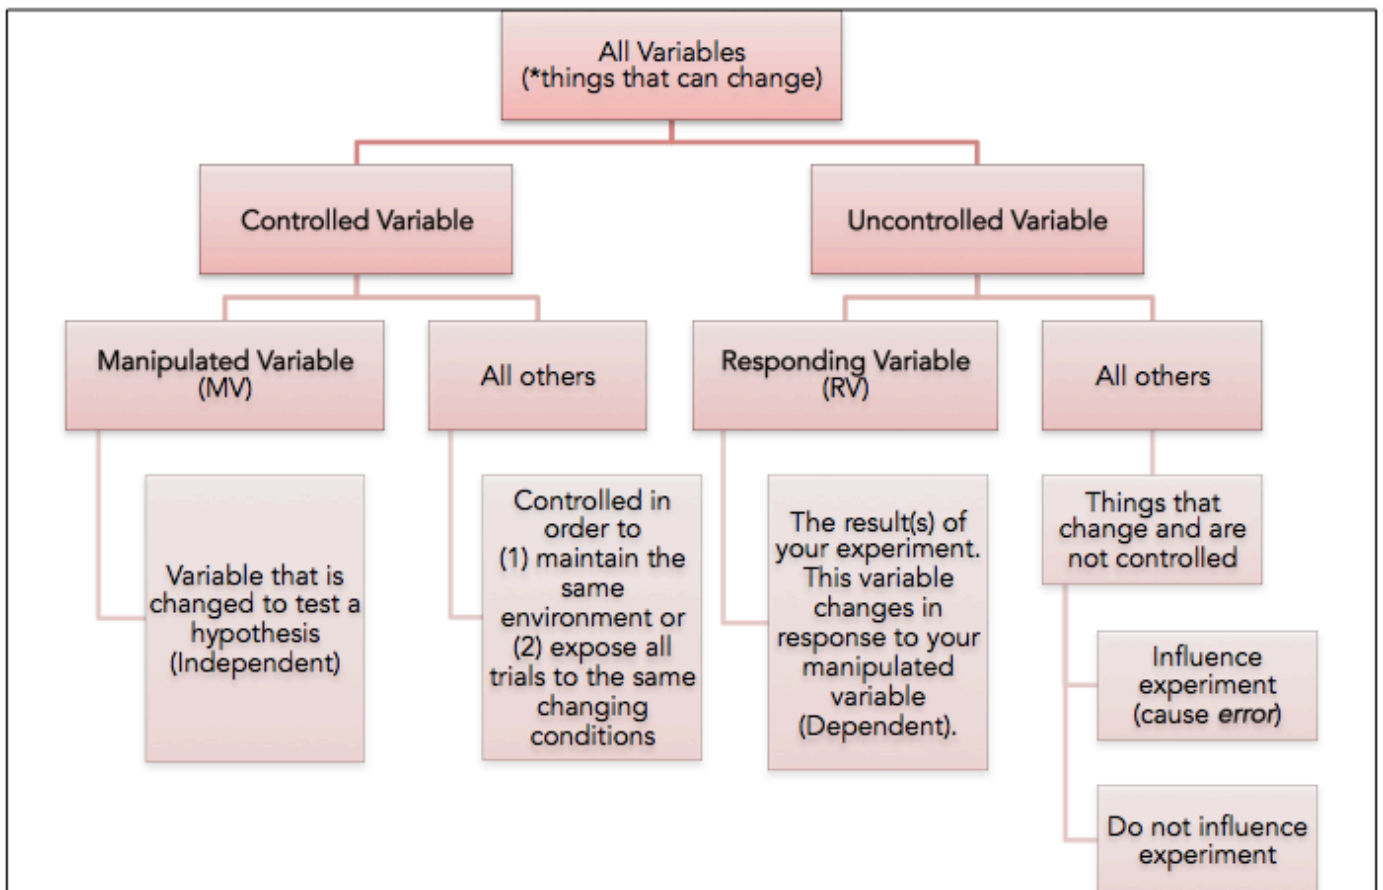 All Variables
(*things that can change)
Controlled Variable
Uncontrolled Variable
Manipulated Variable
(MV)
All others
Responding Variable
(RV)
All others
Variable that is
changed to test a
hypothesis
(Independent)
Controlled in
order to
(1) maintain the
same
environment or
(2) expose all
trials to the same
changing
conditions
The result(s) of
your experiment.
This variable
changes in
response to your
manipulated
variable
(Dependent).
Things that
change and are
not controlled
Influence
experiment
(cause error)
Do not influence
experiment